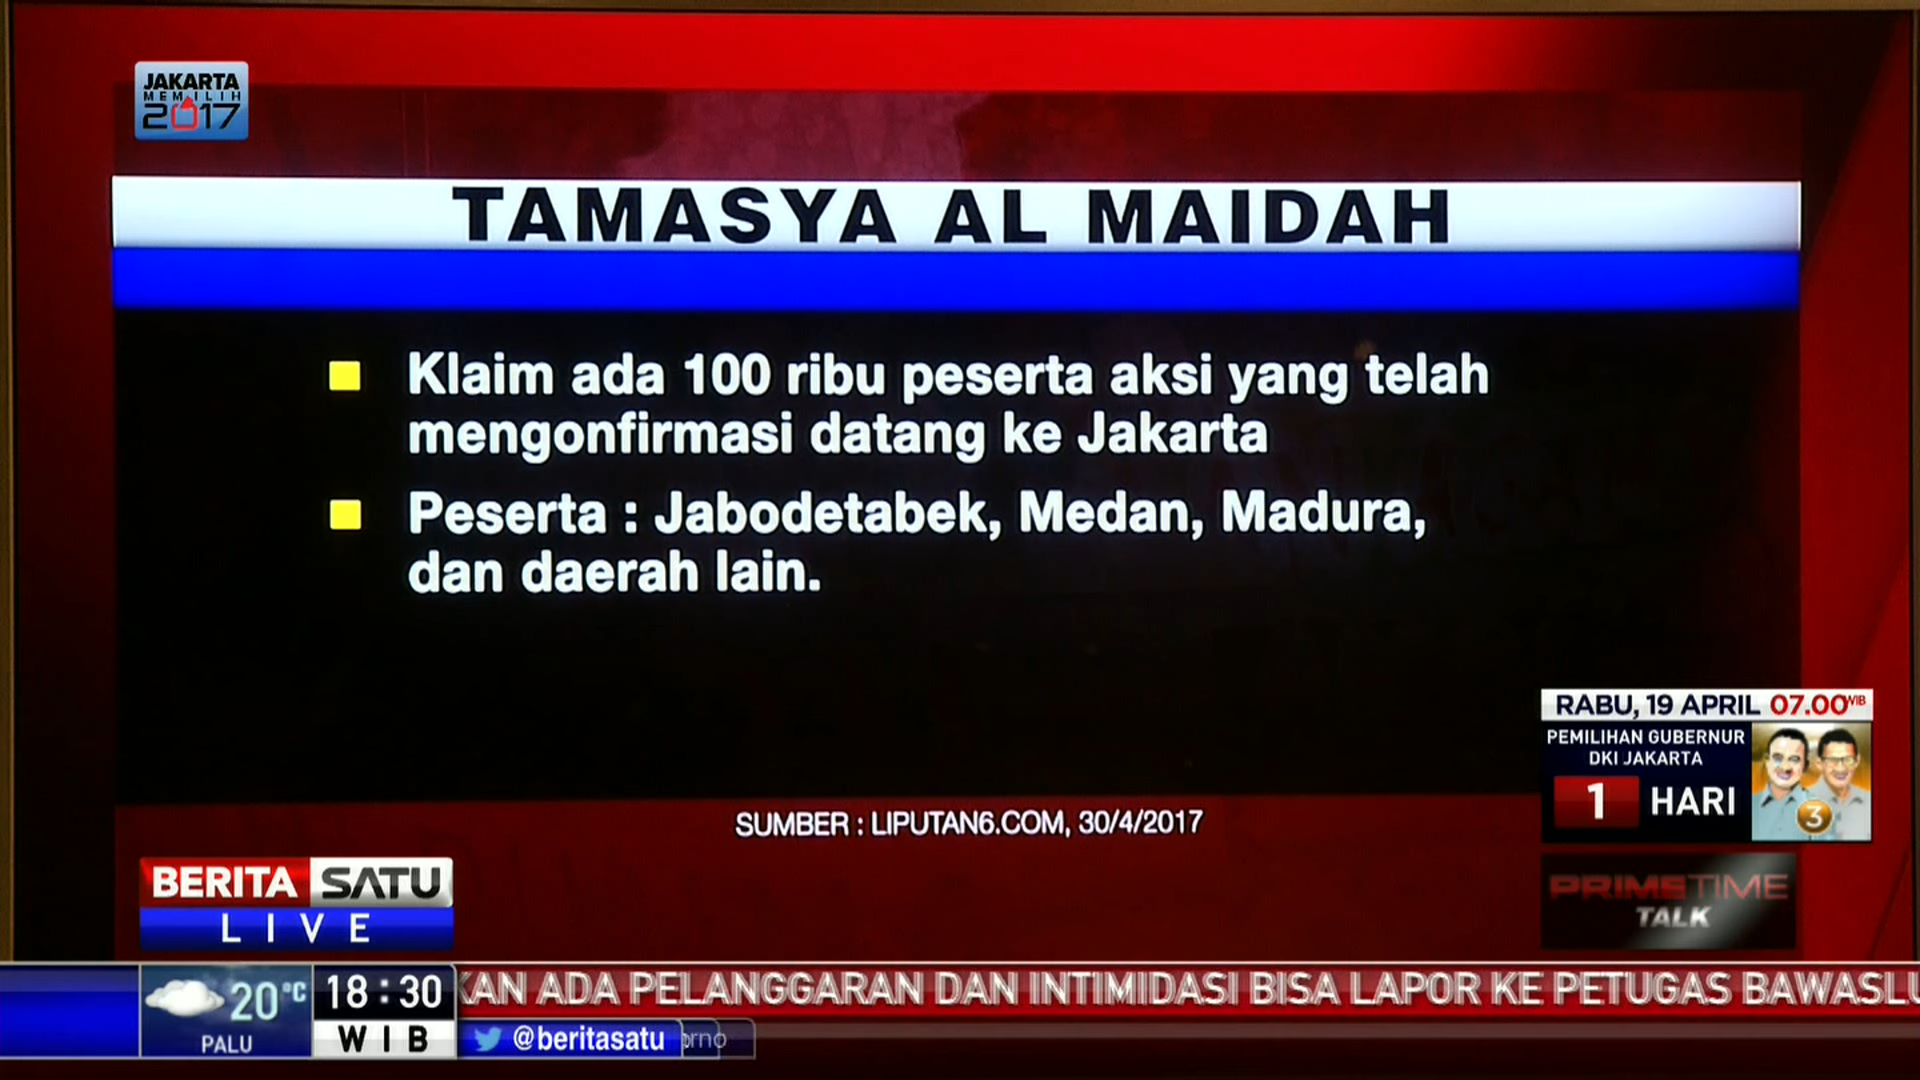 JAKARTA
MEMILIH
2017
TAMASYA AL MAIDAH
Klaim ada 100 ribu peserta aksi yang telah
mengonfirmasi datang ke Jakarta
Peserta : Jabodetabek, Medan, Madura,
dan daerah lain.
SUMBER : LIPUTAN6.COM, 30/4/2017
RABU, 19 APRIL 07.00 WIB
PEMILIHAN GUBERNUR
DKI JAKARTA
1 HARI
3
PRIMETIME
TALK
BERITA SATU
LIVE
20°C
PALU
18:30
WIB
KAN ADA PELANGGARAN DAN INTIMIDASI BISA LAPOR KE PETUGAS BAWASLU
@beritasatu